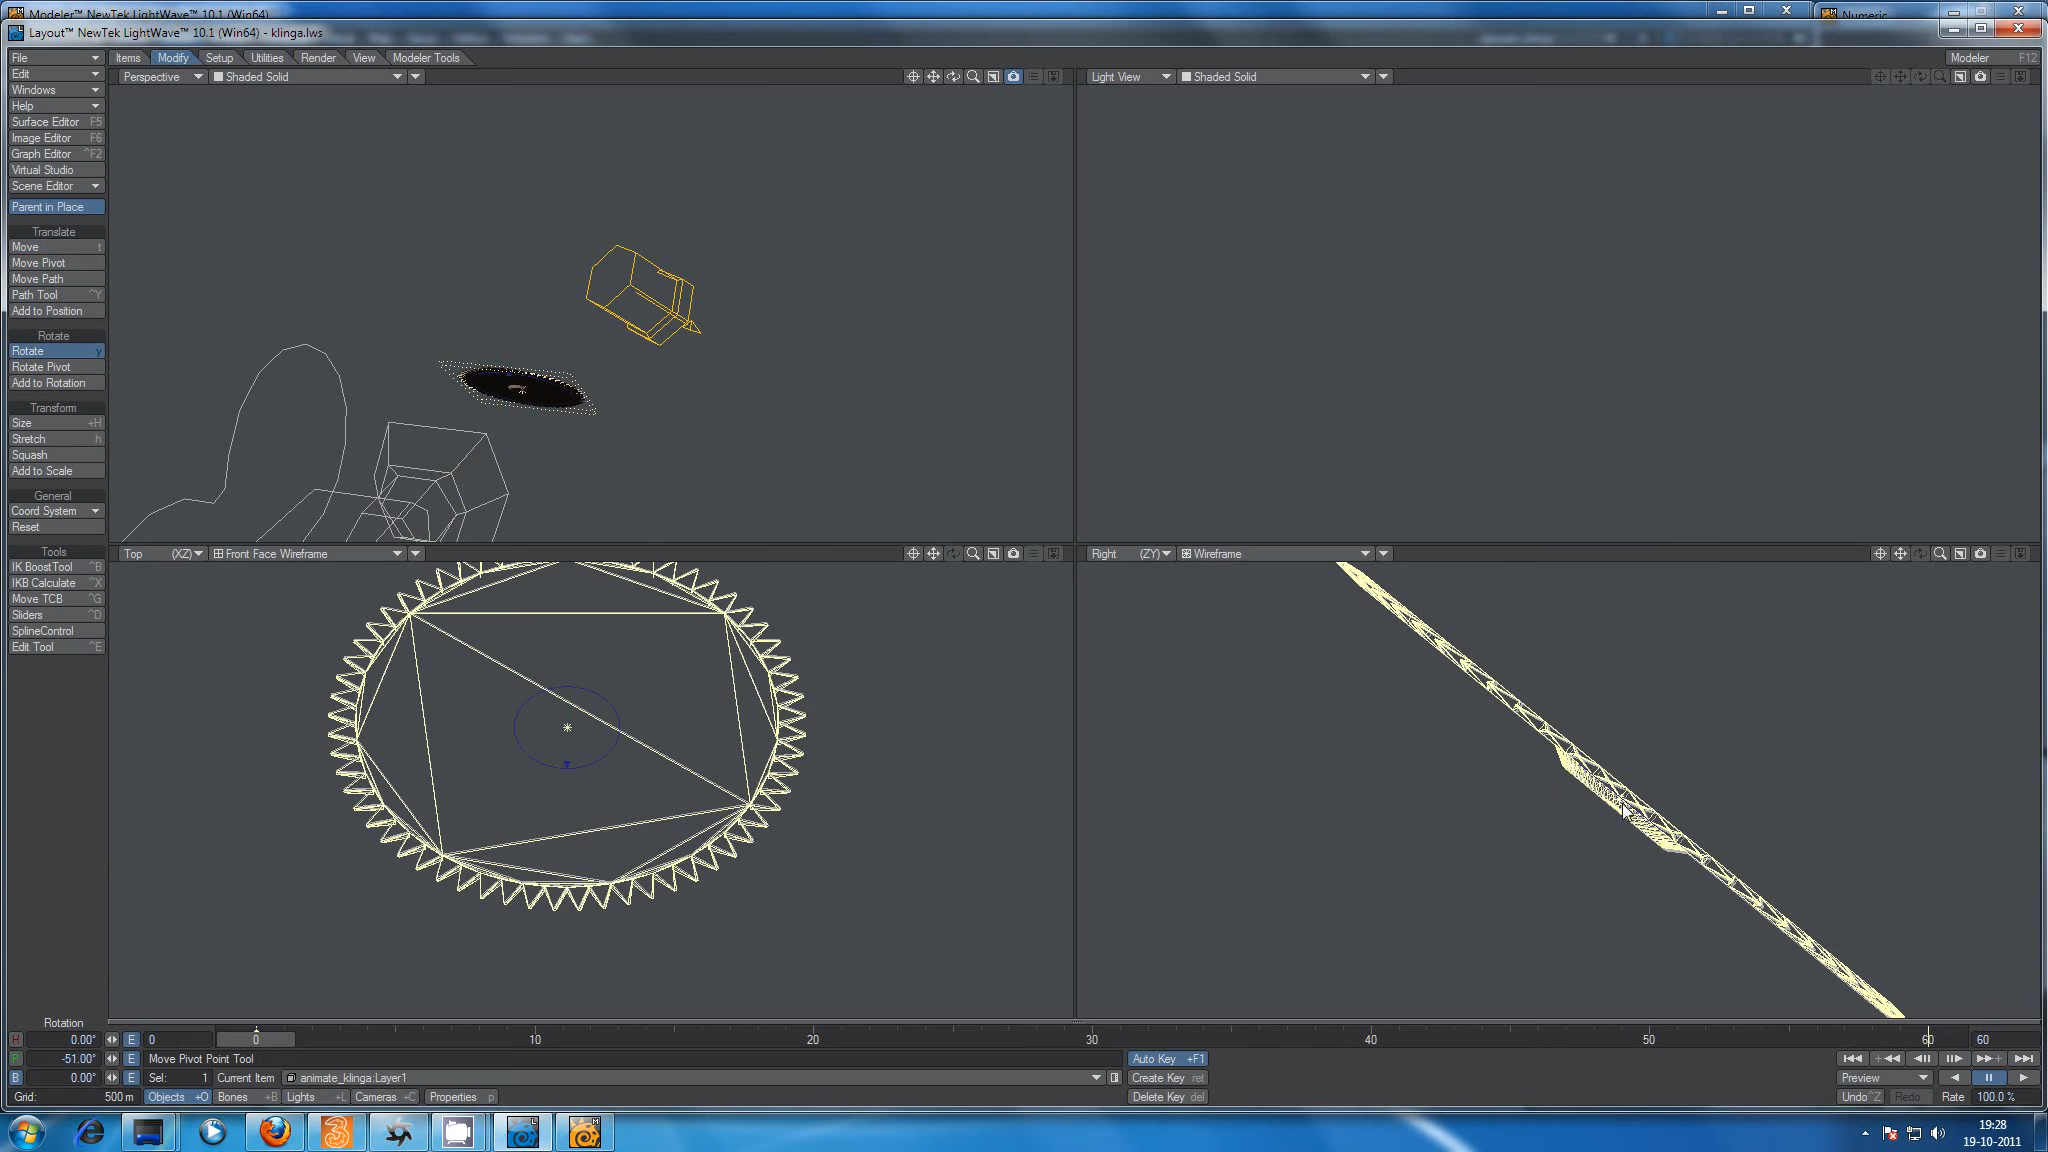 Modeler™ NewTek LightWave™ 10.1 (Win64)
Numeric
Layout™ NewTek LightWave™ 10.1 (Win64) - klinga.lws
File
Edit
Windows
Help
Surface Editor F5
Image Editor F6
Graph Editor ^F2
Virtual Studio
Scene Editor
Parent in Place
Translate
Move t
Move Pivot
Move Path
Path Tool ^Y
Add to Position
Rotate
Rotate y
Rotate Pivot
Add to Rotation
Transform
Size +H
Stretch h
Squash
Add to Scale
General
Coord System
Reset
Tools
IK BoostTool ^B
IKB Calculate ^X
Move TCB ^G
Sliders ^D
SplineControl
Edit Tool ^E
Items Modify Setup Utilities Render View Modeler Tools
Modeler F12
Perspective Shaded Solid
Light View Shaded Solid
Top (XZ) Front Face Wireframe
Right (ZY) Wireframe
Rotation
H 0.00° E 0
0 10 20 30 40 50 60 60
P -51.00° E Move Pivot Point Tool
Auto Key +F1
B 0.00° E Sel: 1 Current Item animate_klinga:Layer1
Create Key ret
Preview
Grid: 500 m Objects +O Bones +B Lights +L Cameras +C Properties p
Delete Key del
Undo ^Z Redo Rate 100.0 %
19:28
19-10-2011